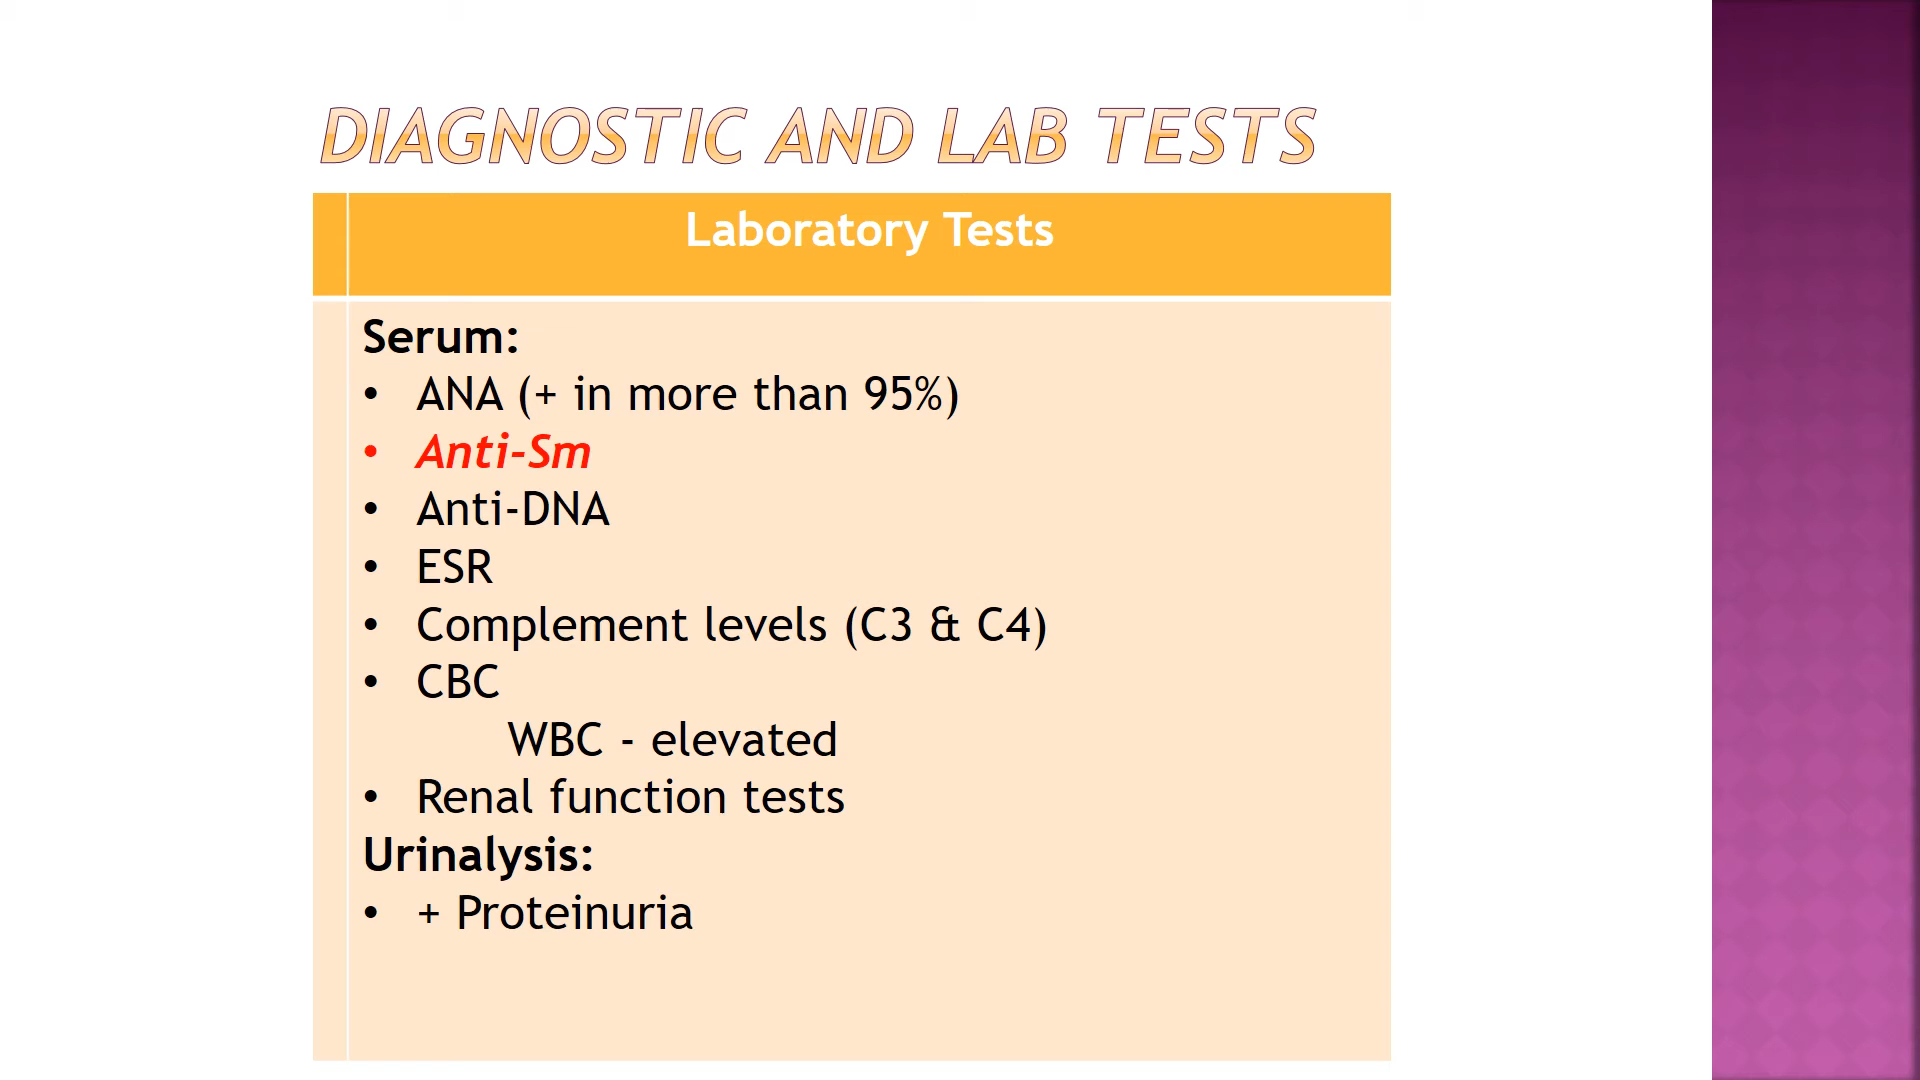 DIAGNOSTIC AND LAB TESTS
Laboratory Tests
Serum:
• ANA (+ in more than 95%)
• Anti-Sm
• Anti-DNA
• ESR
• Complement levels (C3 & C4)
• CBC
WBC - elevated
• Renal function tests
Urinalysis:
• + Proteinuria